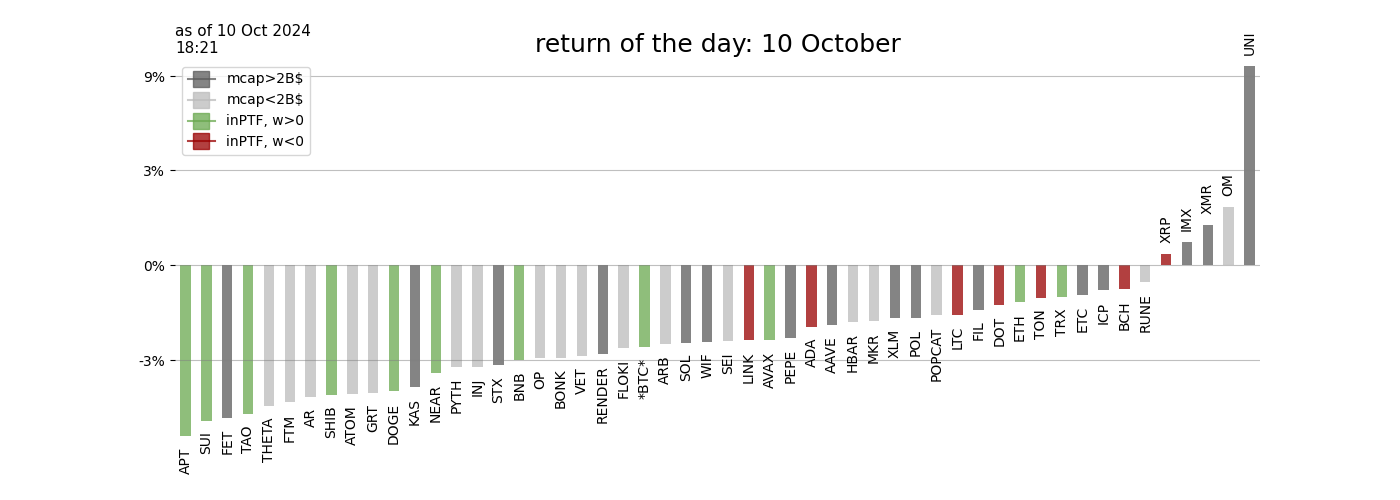 as of 10 Oct 2024
18:21
return of the day: 10 October
mcap>2B$
mcap<2B$
inPTF, w>0
inPTF, w<0
9%
3%
0%
-3%
APT
SUI
FET
TAO
THETA
FTM
AR
SHIB
ATOM
GRT
DOGE
KAS
NEAR
PYTH
INJ
STX
BNB
OP
BONK
VET
RENDER
FLOKI
*BTC*
ARB
SOL
WIF
SEI
LINK
AVAX
PEPE
ADA
AAVE
HBAR
MKR
XLM
POL
POPCAT
LTC
FIL
DOT
ETH
TON
TRX
ETC
ICP
BCH
RUNE
XRP
IMX
XMR
OM
UNI